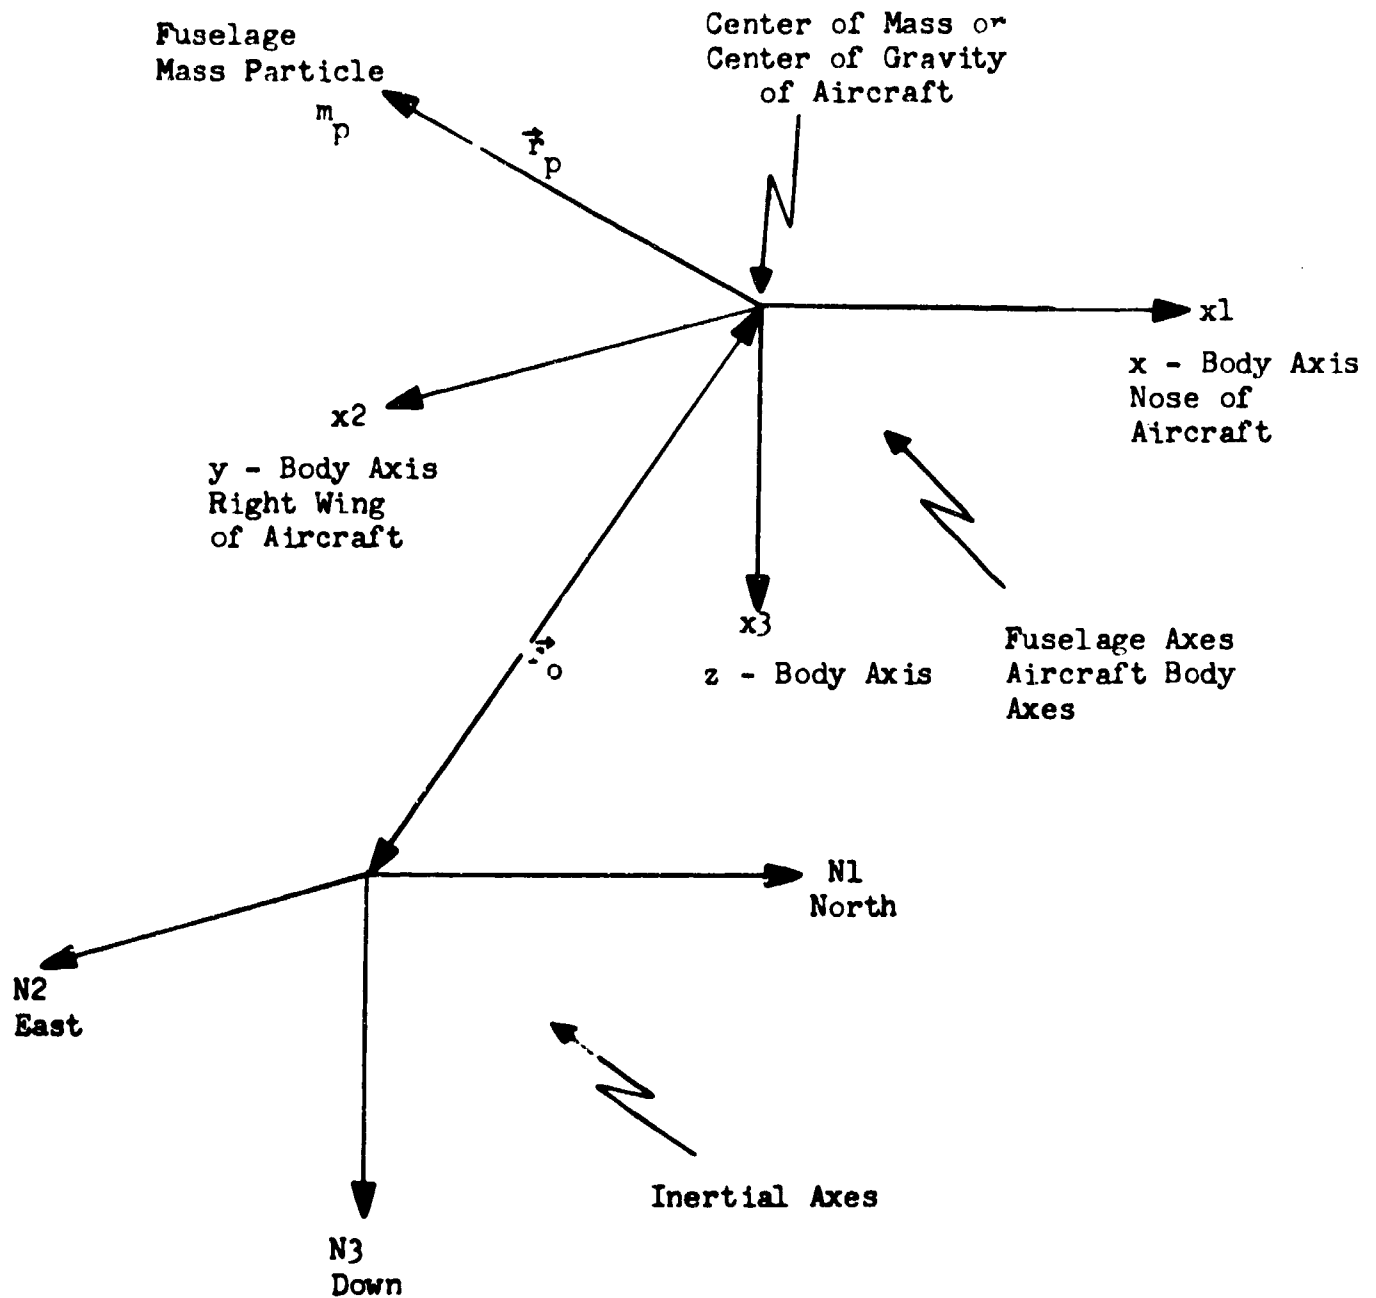 Fuselage
Mass Particle
m_p
r⃗_p
Center of Mass or
Center of Gravity
of Aircraft
x1
x - Body Axis
Nose of
Aircraft
x2
y - Body Axis
Right Wing
of Aircraft
x3
z - Body Axis
o
Fuselage Axes
Aircraft Body
Axes
N1
North
N2
East
N3
Down
Inertial Axes